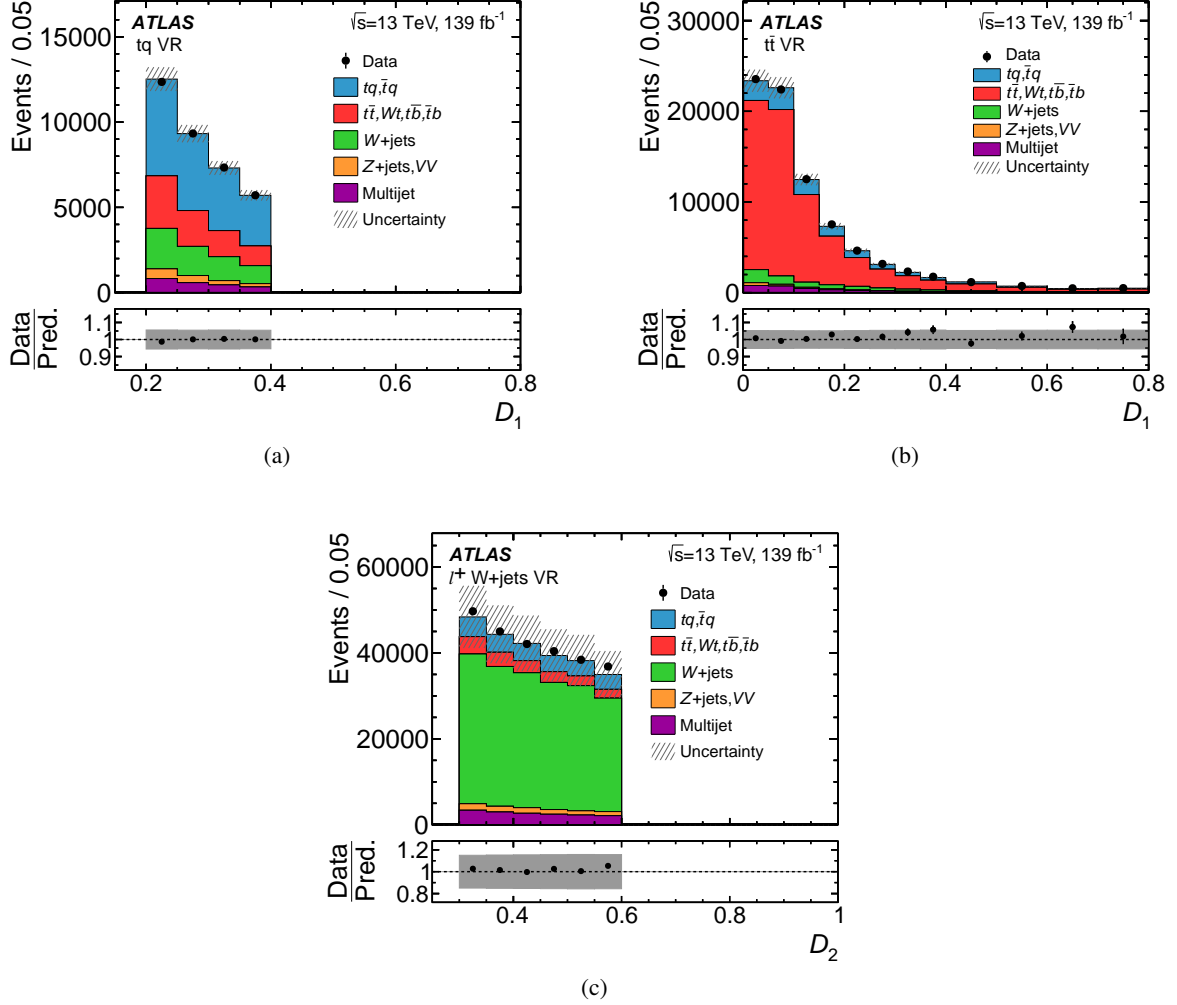 ATLAS
√s=13 TeV, 139 fb⁻¹
tq VR
Data
tq,t̄q
tt̄,Wt,tb̄,t̄b
W+jets
Z+jets,VV
Multijet
Uncertainty
Events / 0.05
15000
10000
5000
0
Data
Pred.
1.1
1
0.9
0.2 0.4 0.6 0.8
D₁
(a)
ATLAS
√s=13 TeV, 139 fb⁻¹
tt̄ VR
Data
tq,t̄q
tt̄,Wt,tb̄,t̄b
W+jets
Z+jets,VV
Multijet
Uncertainty
Events / 0.05
30000
20000
10000
0
Data
Pred.
1.1
1
0.9
0 0.2 0.4 0.6 0.8
D₁
(b)
ATLAS
√s=13 TeV, 139 fb⁻¹
l⁺ W+jets VR
Data
tq,t̄q
tt̄,Wt,tb̄,t̄b
W+jets
Z+jets,VV
Multijet
Uncertainty
Events / 0.05
60000
40000
20000
0
Data
Pred.
1.2
1
0.8
0.4 0.6 0.8 1
D₂
(c)